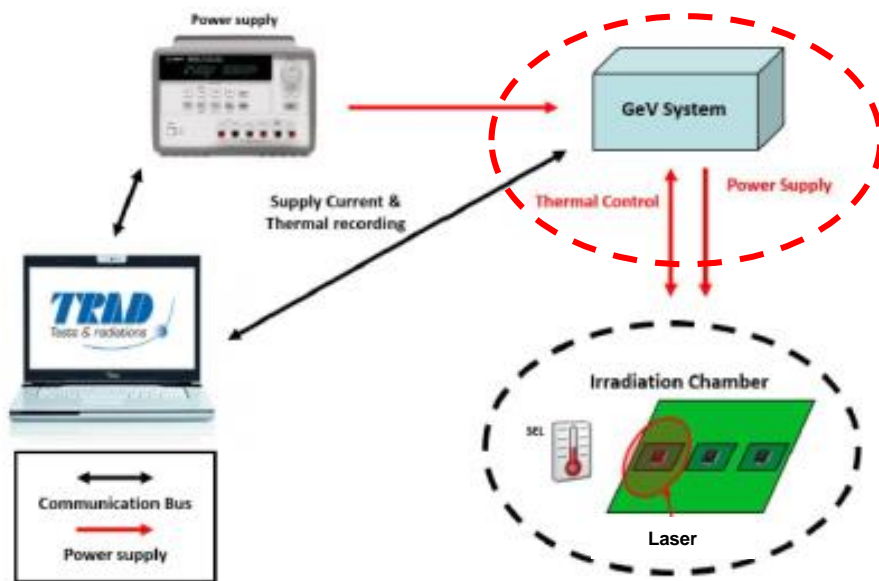 Power supply
GeV System
Supply Current &
Thermal recording
Thermal Control
Power Supply
TRAD
Tests & radiations
Irradiation Chamber
SEL
Laser
Communication Bus
Power supply